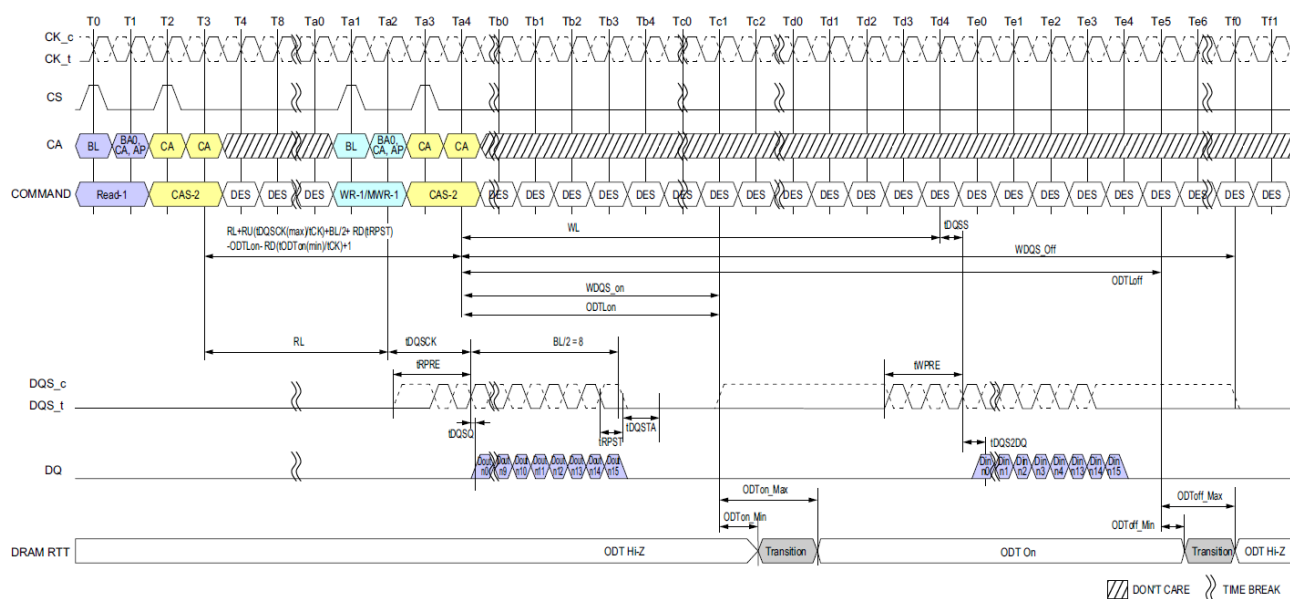 T0 T1 T2 T3 T4 T8 Ta0 Ta1 Ta2 Ta3 Ta4 Tb0 Tb1 Tb2 Tb3 Tb4 Tc0 Tc1 Tc2 Td0 Td1 Td2 Td3 Td4 Te0 Te1 Te2 Te3 Te4 Te5 Te6 Tf0 Tf1
CK_c
CK_t
CS
CA BL BA0, CA, AP CA CA BL BA0, CA, AP CA CA
COMMAND Read-1 CAS-2 DES DES DES WR-1/MWR-1 CAS-2 DES DES DES DES DES DES DES DES DES DES DES DES DES DES DES DES DES DES DES DES DES DES
RL+RU(tDQSCK(max)/tCK)+BL/2+ RD(tRPST)
-ODTLon- RD(tODTon(min)/tCK)+1
WL tDQSS
WDQS_Off
ODTLoff
WDQS_on
ODTLon
RL tDQSCK BL/2 = 8
tRPRE tWPRE
DQS_c
DQS_t
tDQSQ tRPST tDQSTA tDQS2DQ
DQ Dout n0 Dout n9 Dout n10 Dout n11 Dout n12 Dout n13 Dout n14 Dout n15 Din n0 Din n1 Din n2 Din n3 Din n4 Din n13 Din n14 Din n15
ODTon_Max ODToff_Max
ODTon_Min ODToff_Min
DRAM RTT ODT Hi-Z Transition ODT On Transition ODT Hi-Z
DON'T CARE TIME BREAK